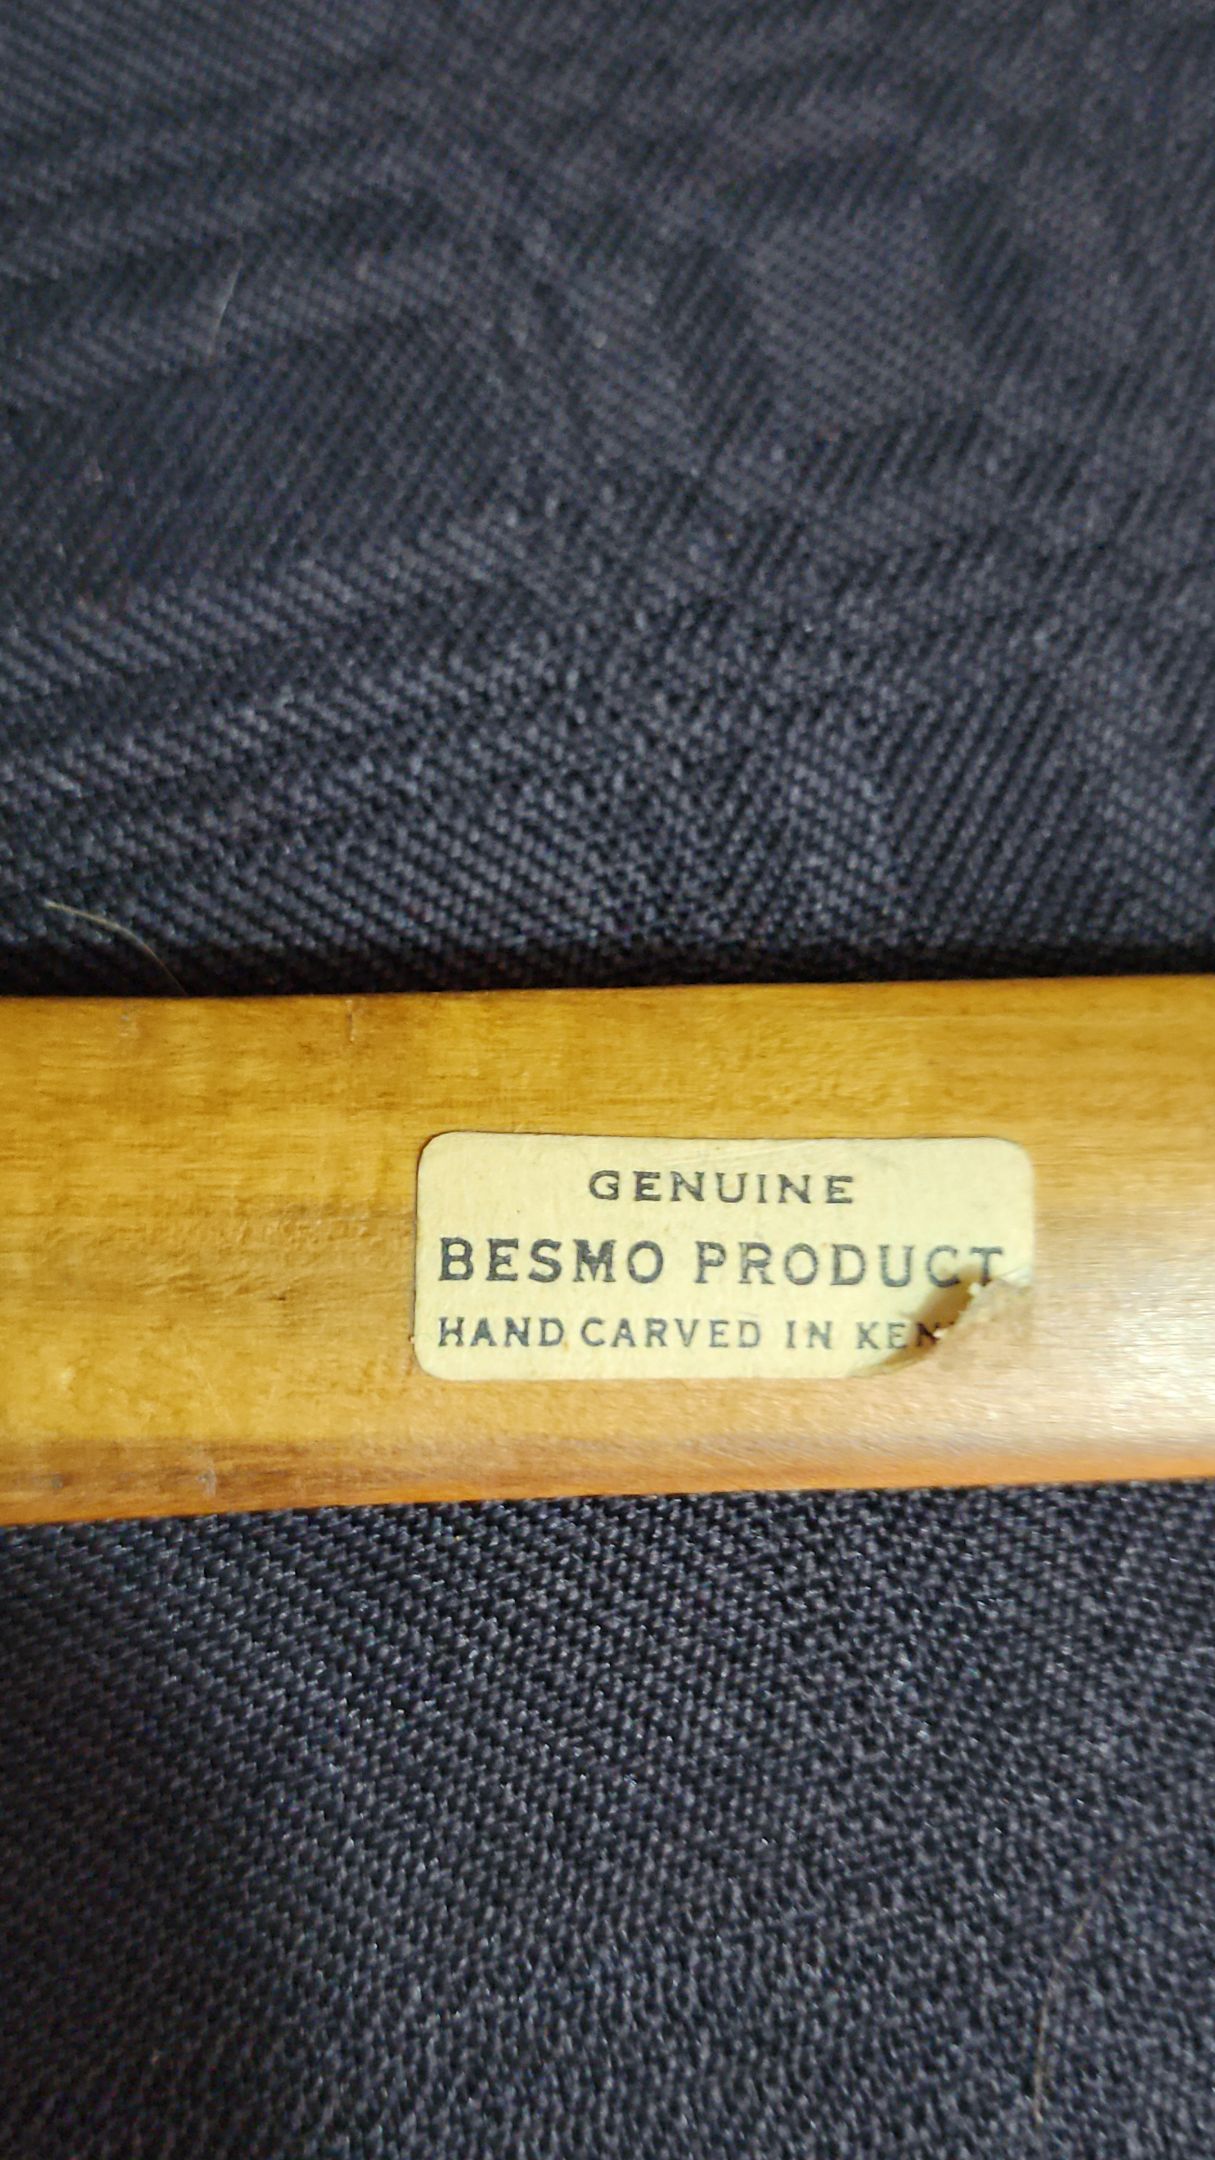 GENUINE
BESMO PRODUCT
HAND CARVED IN